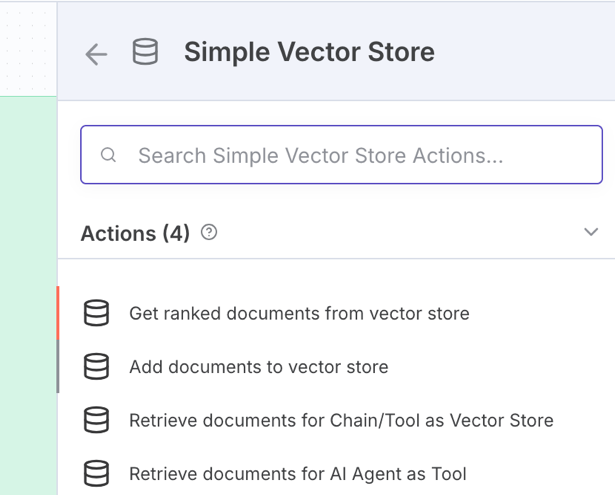 Simple Vector Store
Search Simple Vector Store Actions...
Actions (4)
Get ranked documents from vector store
Add documents to vector store
Retrieve documents for Chain/Tool as Vector Store
Retrieve documents for AI Agent as Tool